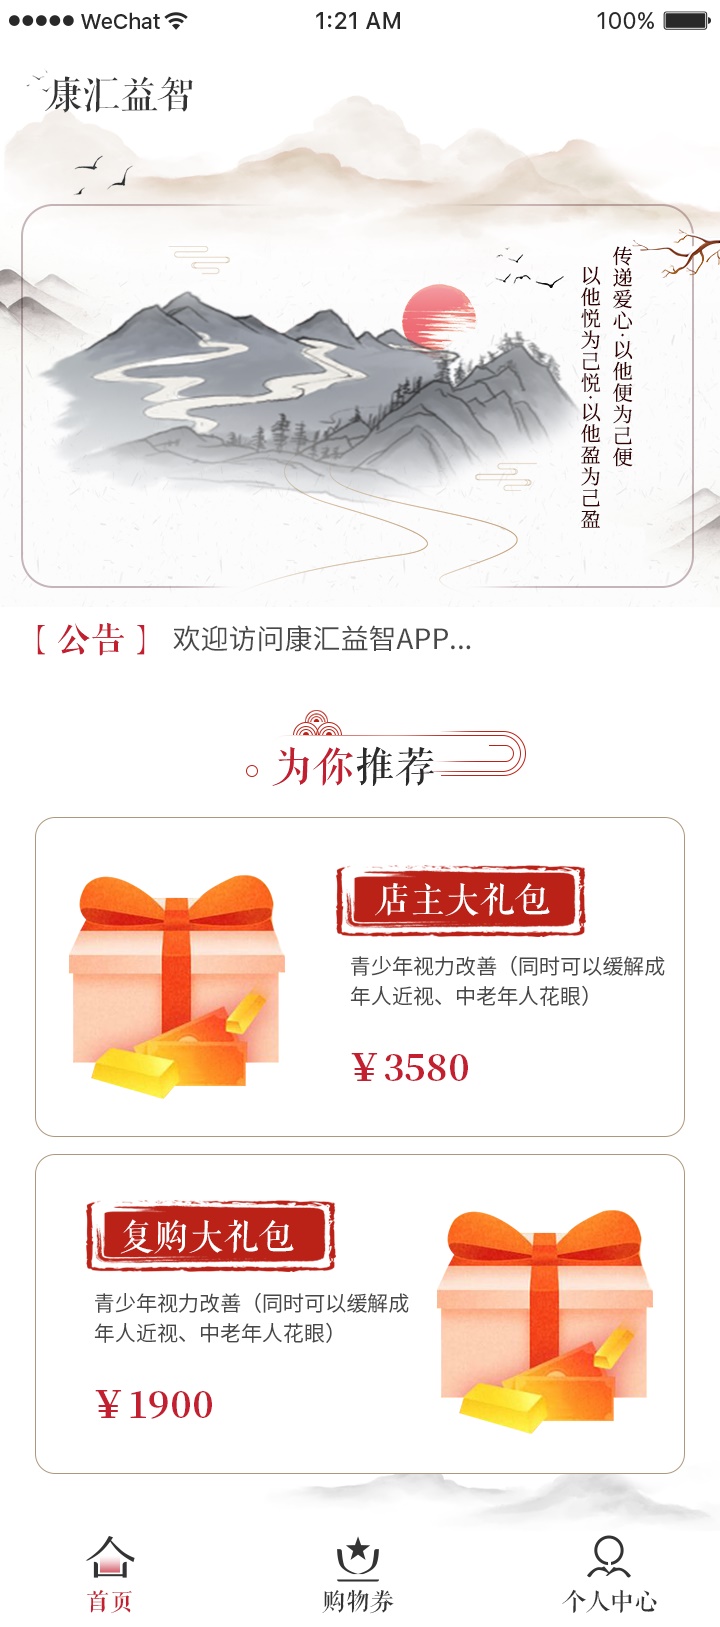 WeChat 1:21 AM 100%
康汇益智
传递爱心·以他便为己便
以他悦为己悦·以他盈为己盈
【公告】 欢迎访问康汇益智APP...
为你推荐
店主大礼包
青少年视力改善（同时可以缓解成
年人近视、中老年人花眼）
￥3580
复购大礼包
青少年视力改善（同时可以缓解成
年人近视、中老年人花眼）
￥1900
首页 购物券 个人中心